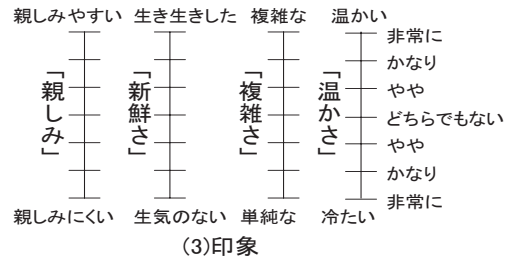 親しみやすい 生き生きした 複雑な 温かい
「親しみ」
「新鮮さ」
「複雑さ」
「温かさ」
非常に
かなり
やや
どちらでもない
やや
かなり
非常に
親しみにくい 生気のない 単純な 冷たい
(3)印象